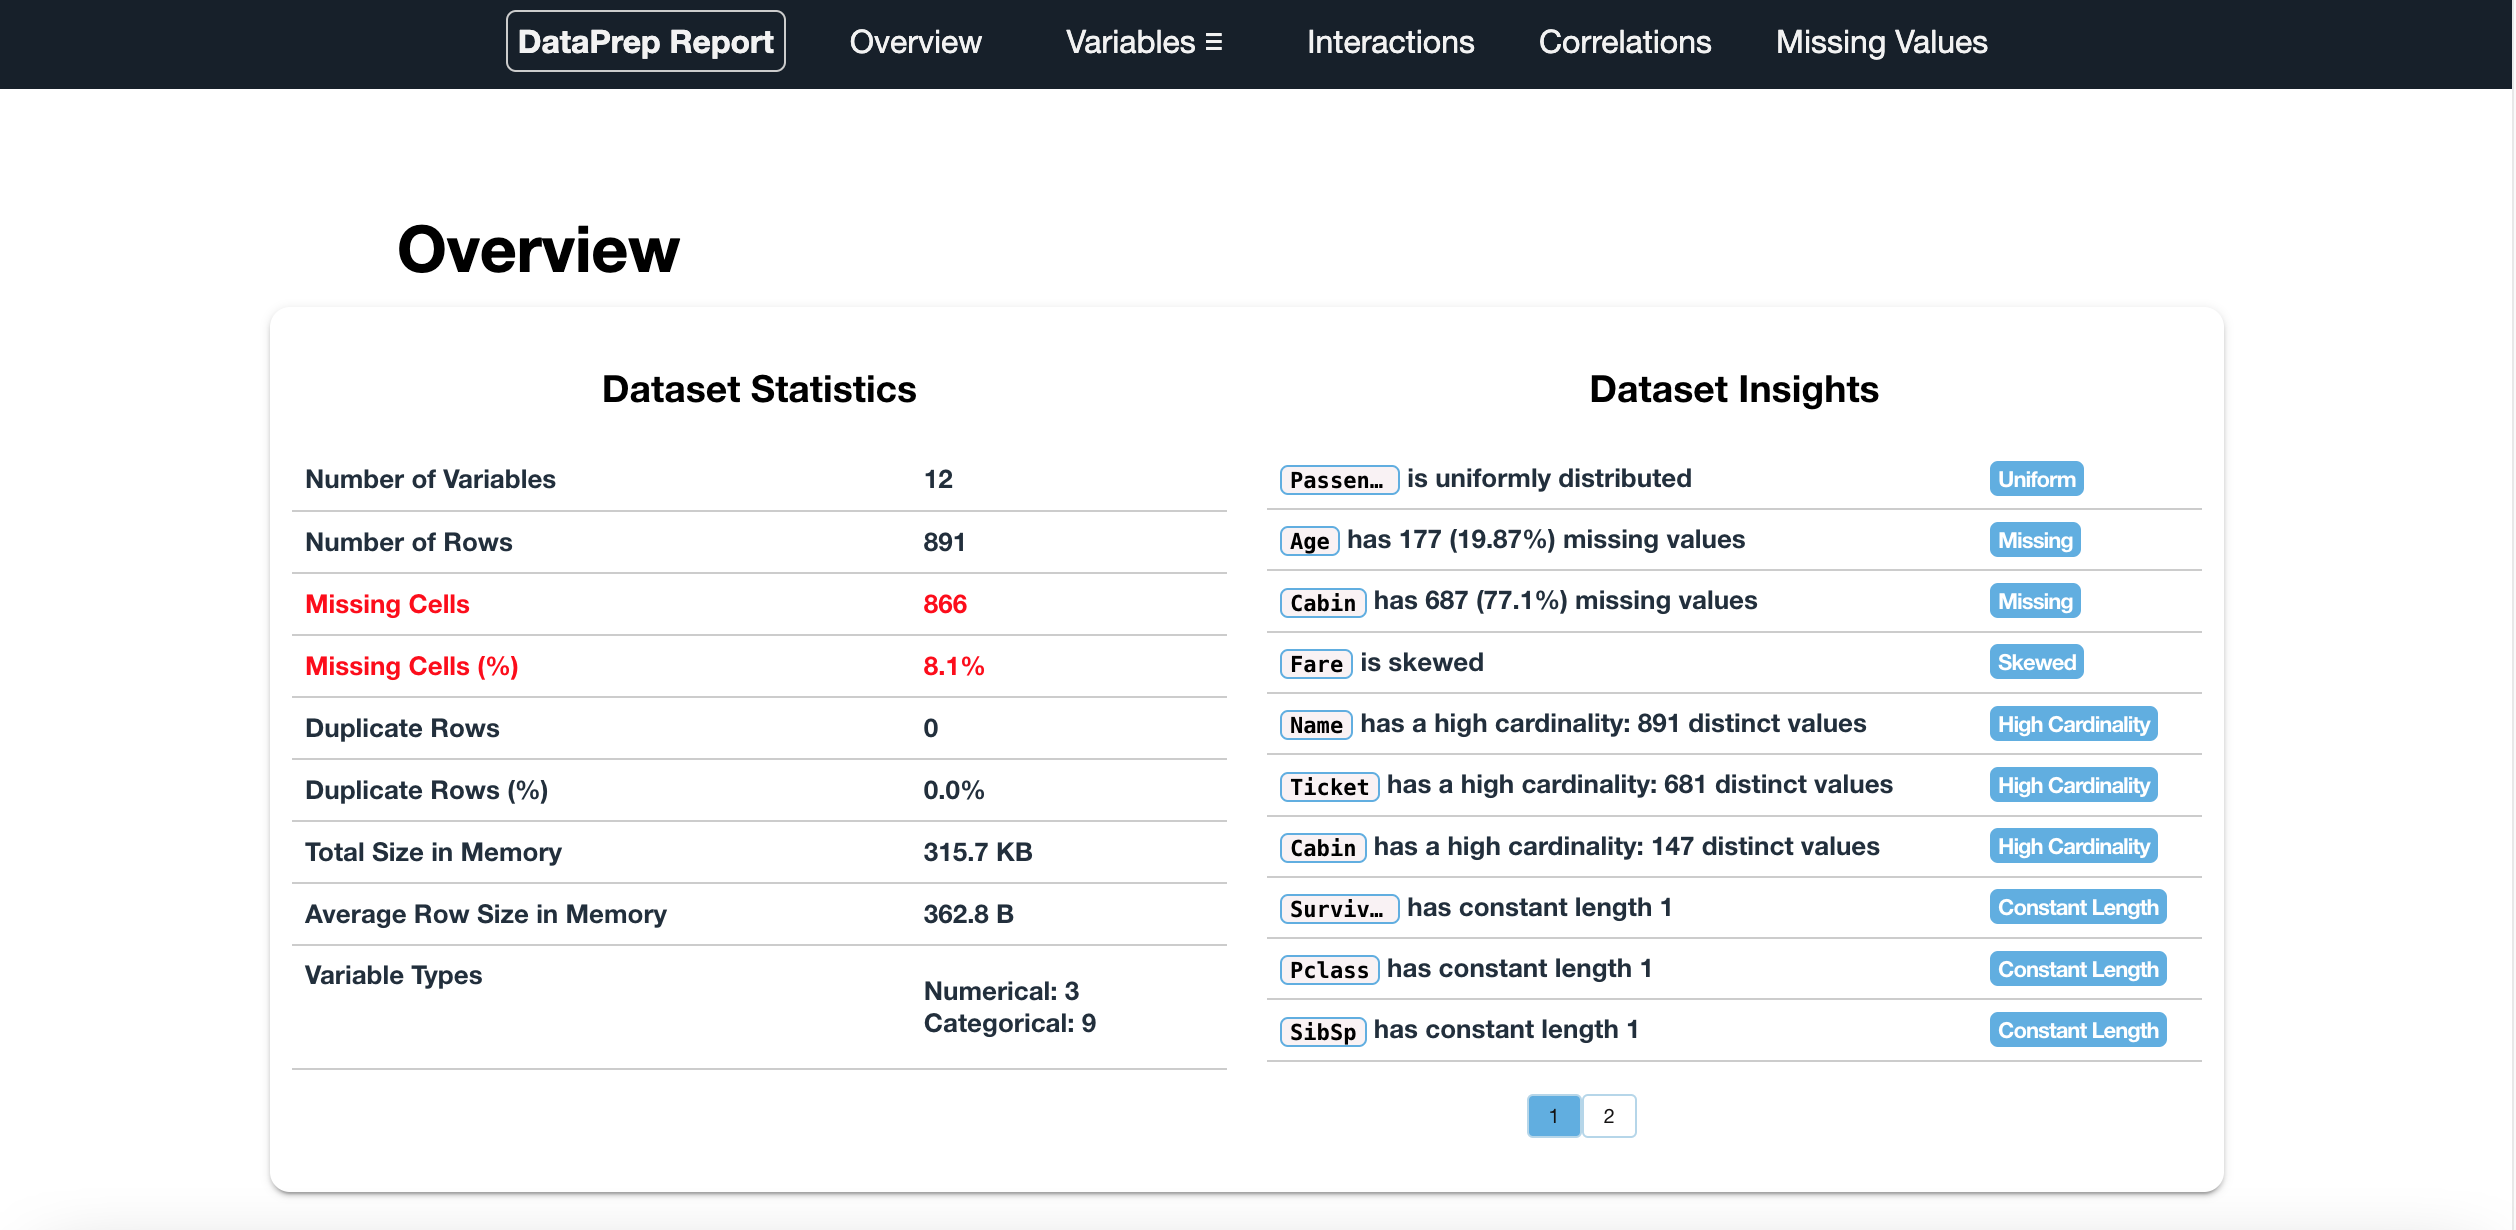 DataPrep Report Overview Variables ☰ Interactions Correlations Missing Values
Overview
Dataset Statistics
Number of Variables 12
Number of Rows 891
Missing Cells 866
Missing Cells (%) 8.1%
Duplicate Rows 0
Duplicate Rows (%) 0.0%
Total Size in Memory 315.7 KB
Average Row Size in Memory 362.8 B
Variable Types
Numerical: 3
Categorical: 9
Dataset Insights
Passen… is uniformly distributed Uniform
Age has 177 (19.87%) missing values Missing
Cabin has 687 (77.1%) missing values Missing
Fare is skewed Skewed
Name has a high cardinality: 891 distinct values High Cardinality
Ticket has a high cardinality: 681 distinct values High Cardinality
Cabin has a high cardinality: 147 distinct values High Cardinality
Surviv… has constant length 1 Constant Length
Pclass has constant length 1 Constant Length
SibSp has constant length 1 Constant Length
1 2